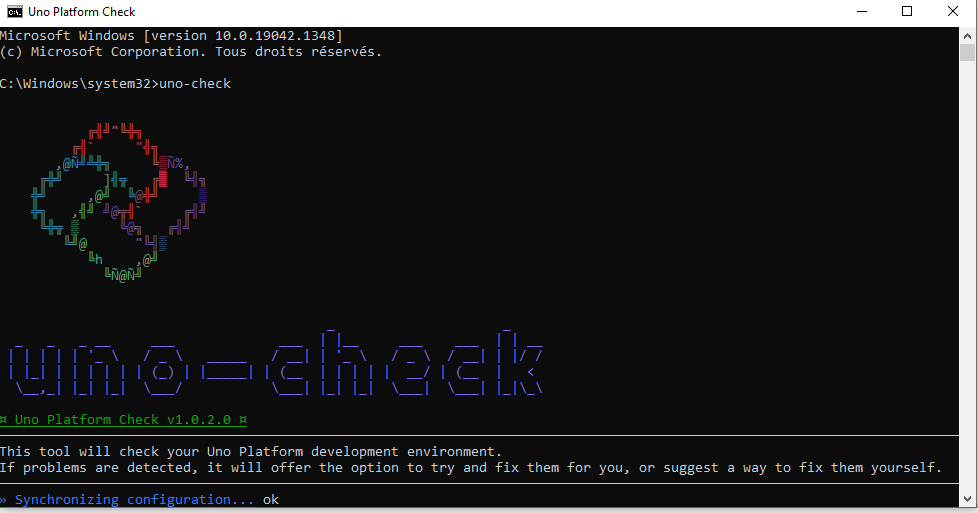 Uno Platform Check
Microsoft Windows [version 10.0.19042.1348]
(c) Microsoft Corporation. Tous droits réservés.
C:\Windows\system32>uno-check
uno-check
¤ Uno Platform Check v1.0.2.0 ¤
This tool will check your Uno Platform development environment.
If problems are detected, it will offer the option to try and fix them for you, or suggest a way to fix them yourself.
» Synchronizing configuration... ok